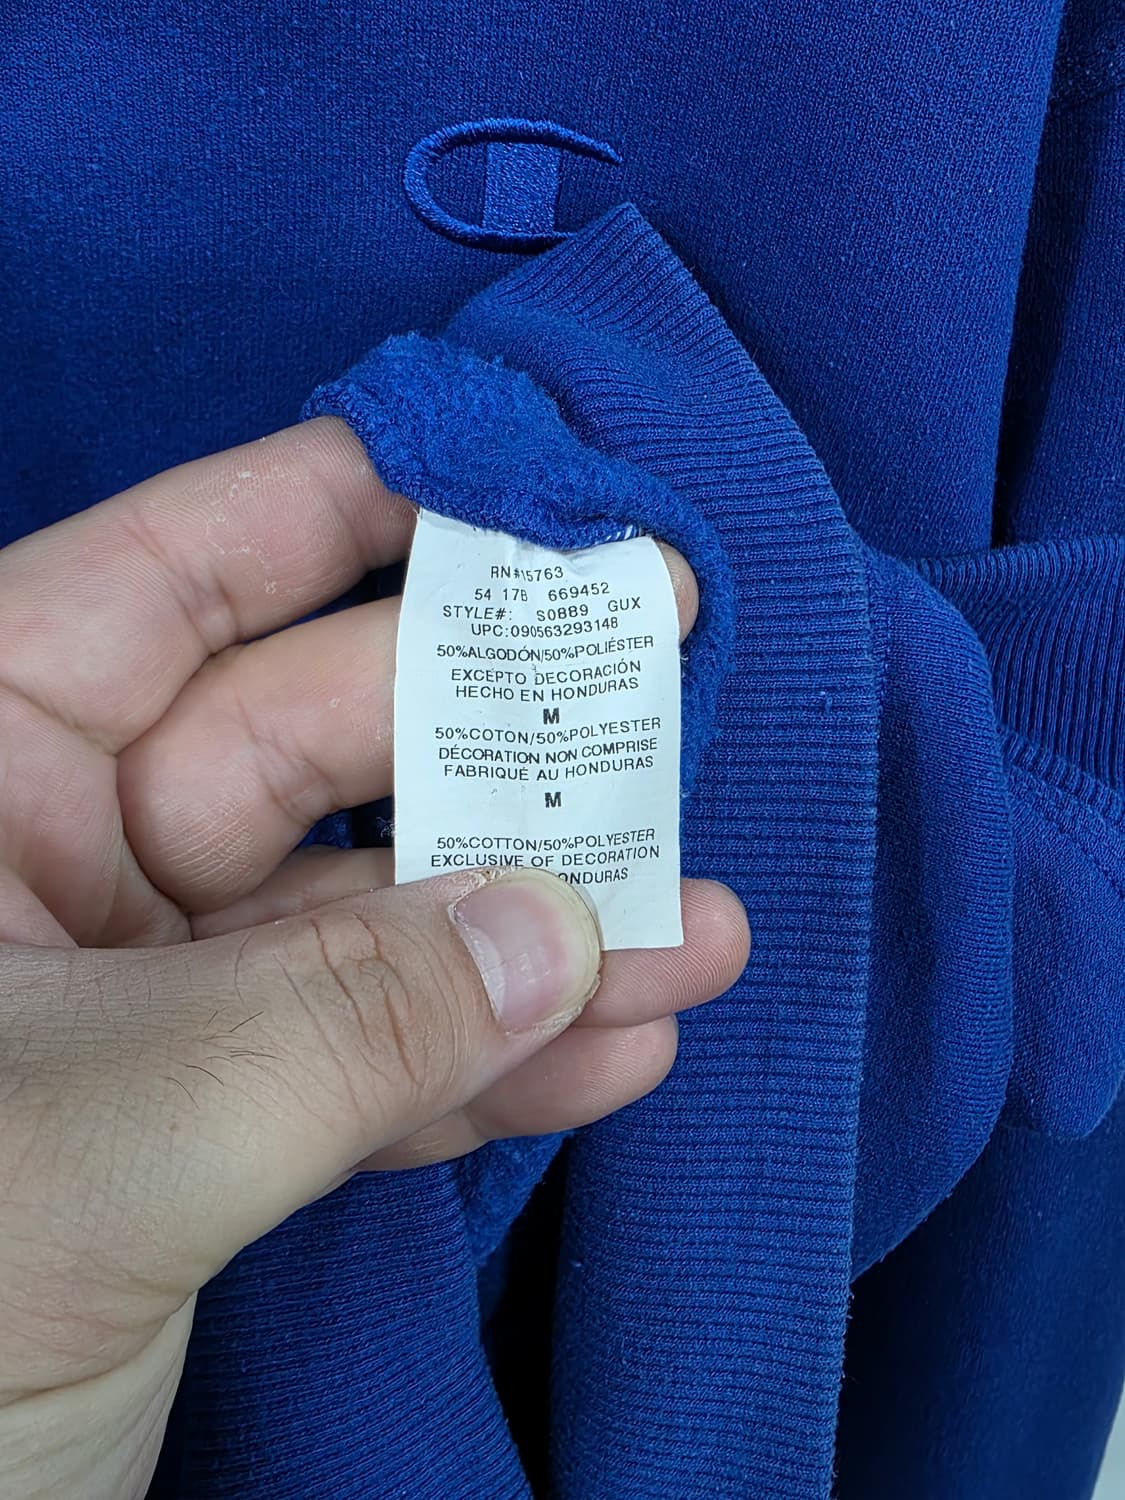 RN#15763
54 17B 669452
STYLE#: S0889 GUX
UPC:090563293148
50%ALGODÓN/50%POLIÉSTER
EXCEPTO DECORACIÓN
HECHO EN HONDURAS
M
50%COTON/50%POLYESTER
DÉCORATION NON COMPRISE
FABRIQUÉ AU HONDURAS
M
50%COTTON/50%POLYESTER
EXCLUSIVE OF DECORATION
ONDURAS